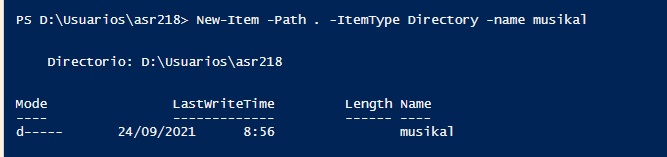 PS D:\Usuarios\asr218> New-Item -Path . -ItemType Directory -name musikal
Directorio: D:\Usuarios\asr218
Mode LastWriteTime Length Name
---- ------------- ------ ----
d----- 24/09/2021 8:56 musikal